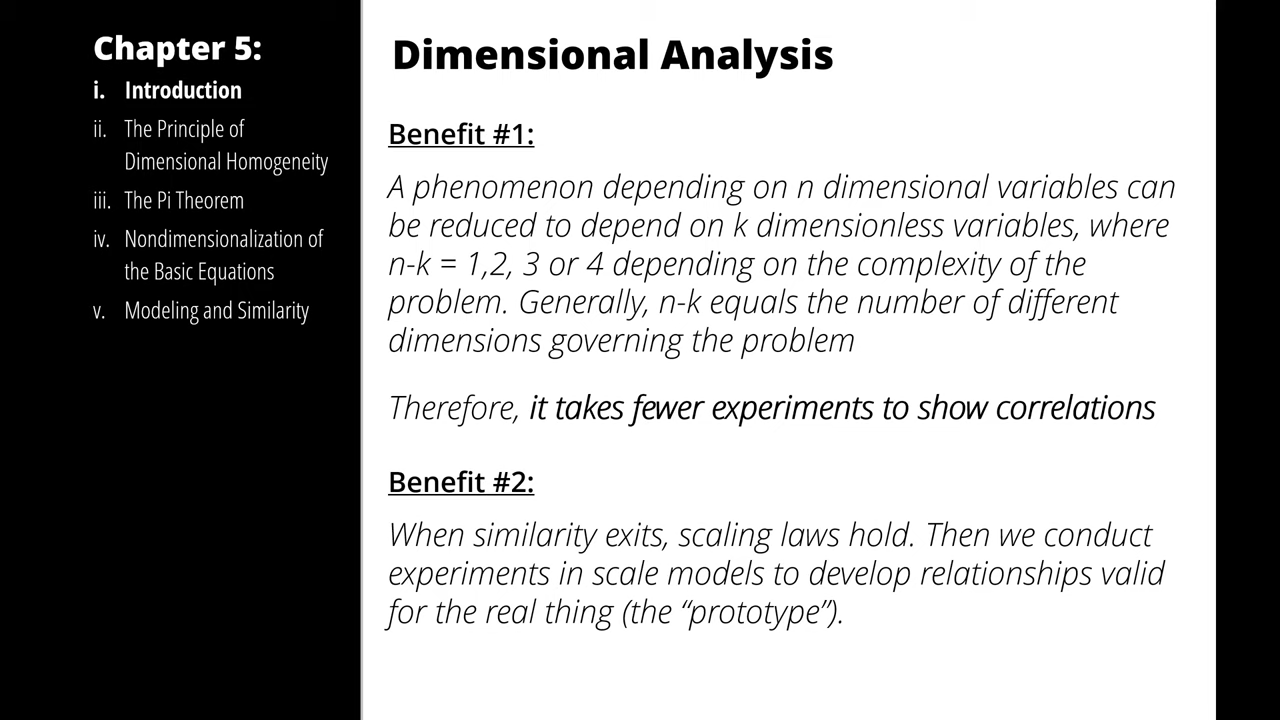 Chapter 5:
i. Introduction
ii. The Principle of
Dimensional Homogeneity
iii. The Pi Theorem
iv. Nondimensionalization of
the Basic Equations
v. Modeling and Similarity
Dimensional Analysis
Benefit #1:
A phenomenon depending on n dimensional variables can
be reduced to depend on k dimensionless variables, where
n-k = 1,2, 3 or 4 depending on the complexity of the
problem. Generally, n-k equals the number of different
dimensions governing the problem
Therefore, it takes fewer experiments to show correlations
Benefit #2:
When similarity exits, scaling laws hold. Then we conduct
experiments in scale models to develop relationships valid
for the real thing (the “prototype”).